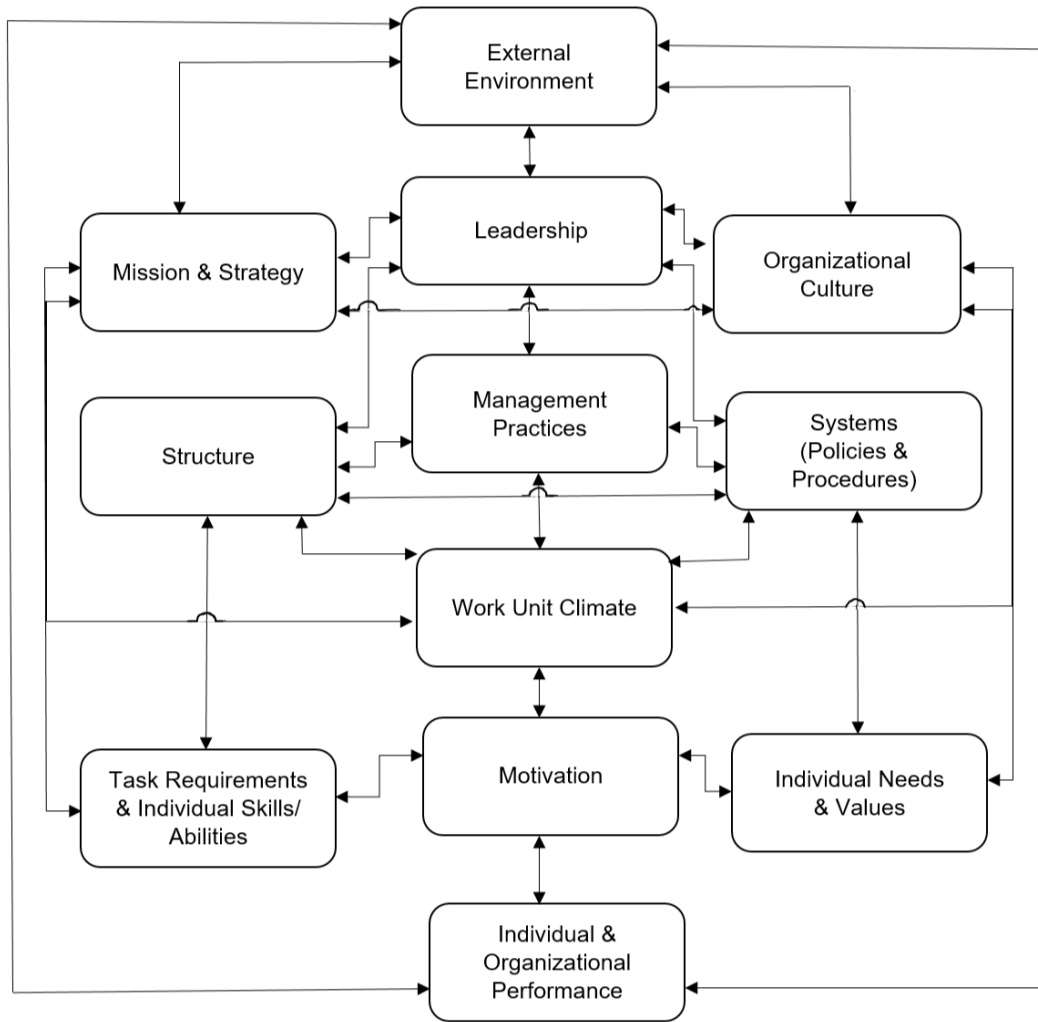 External
Environment
Leadership
Mission & Strategy
Organizational
Culture
Management
Practices
Structure
Systems
(Policies &
Procedures)
Work Unit Climate
Motivation
Task Requirements
& Individual Skills/
Abilities
Individual Needs
& Values
Individual &
Organizational
Performance